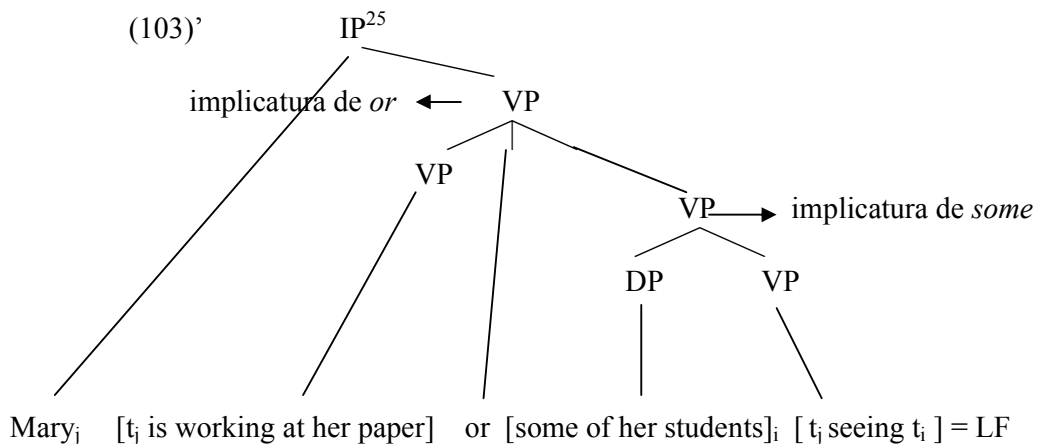 (103)’ IP25
implicatura de or VP
VP
VP implicatura de some
DP VP
Maryj [tj is working at her paper] or [some of her students]i [ tj seeing ti ] = LF